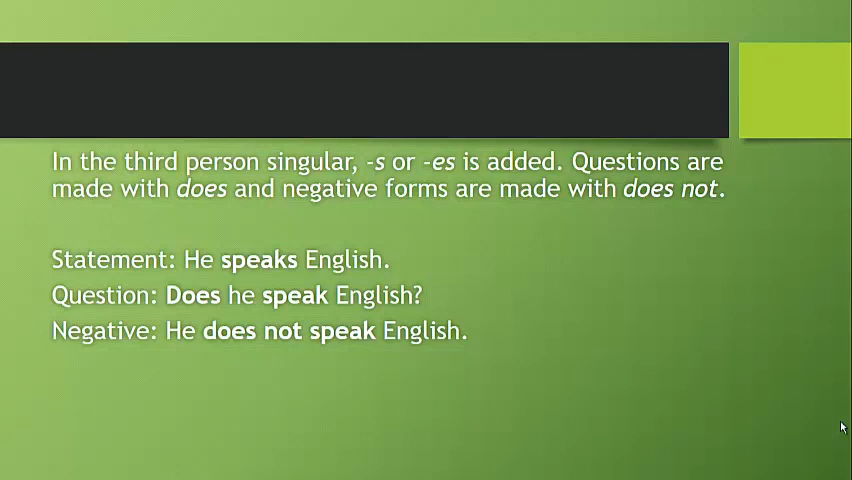 In the third person singular, -s or -es is added. Questions are
made with does and negative forms are made with does not.
Statement: He speaks English.
Question: Does he speak English?
Negative: He does not speak English.